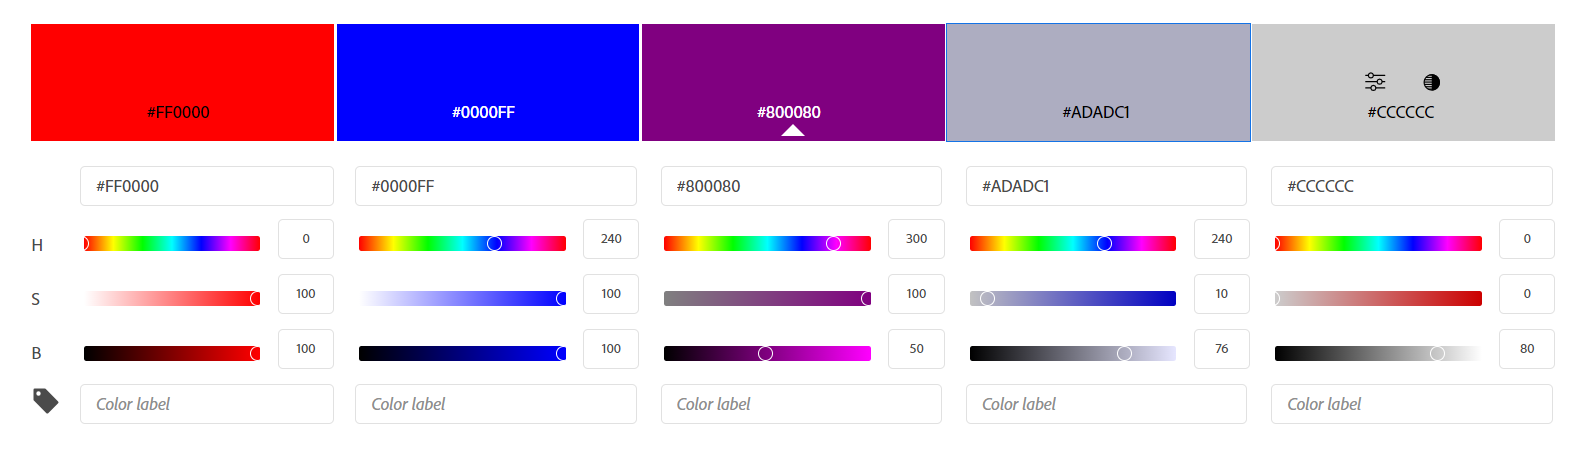 #FF0000 #0000FF #800080 #ADADC1 #CCCCCC
#FF0000 #0000FF #800080 #ADADC1 #CCCCCC
H 0 240 300 240 0
S 100 100 100 10 0
B 100 100 50 76 80
Color label Color label Color label Color label Color label